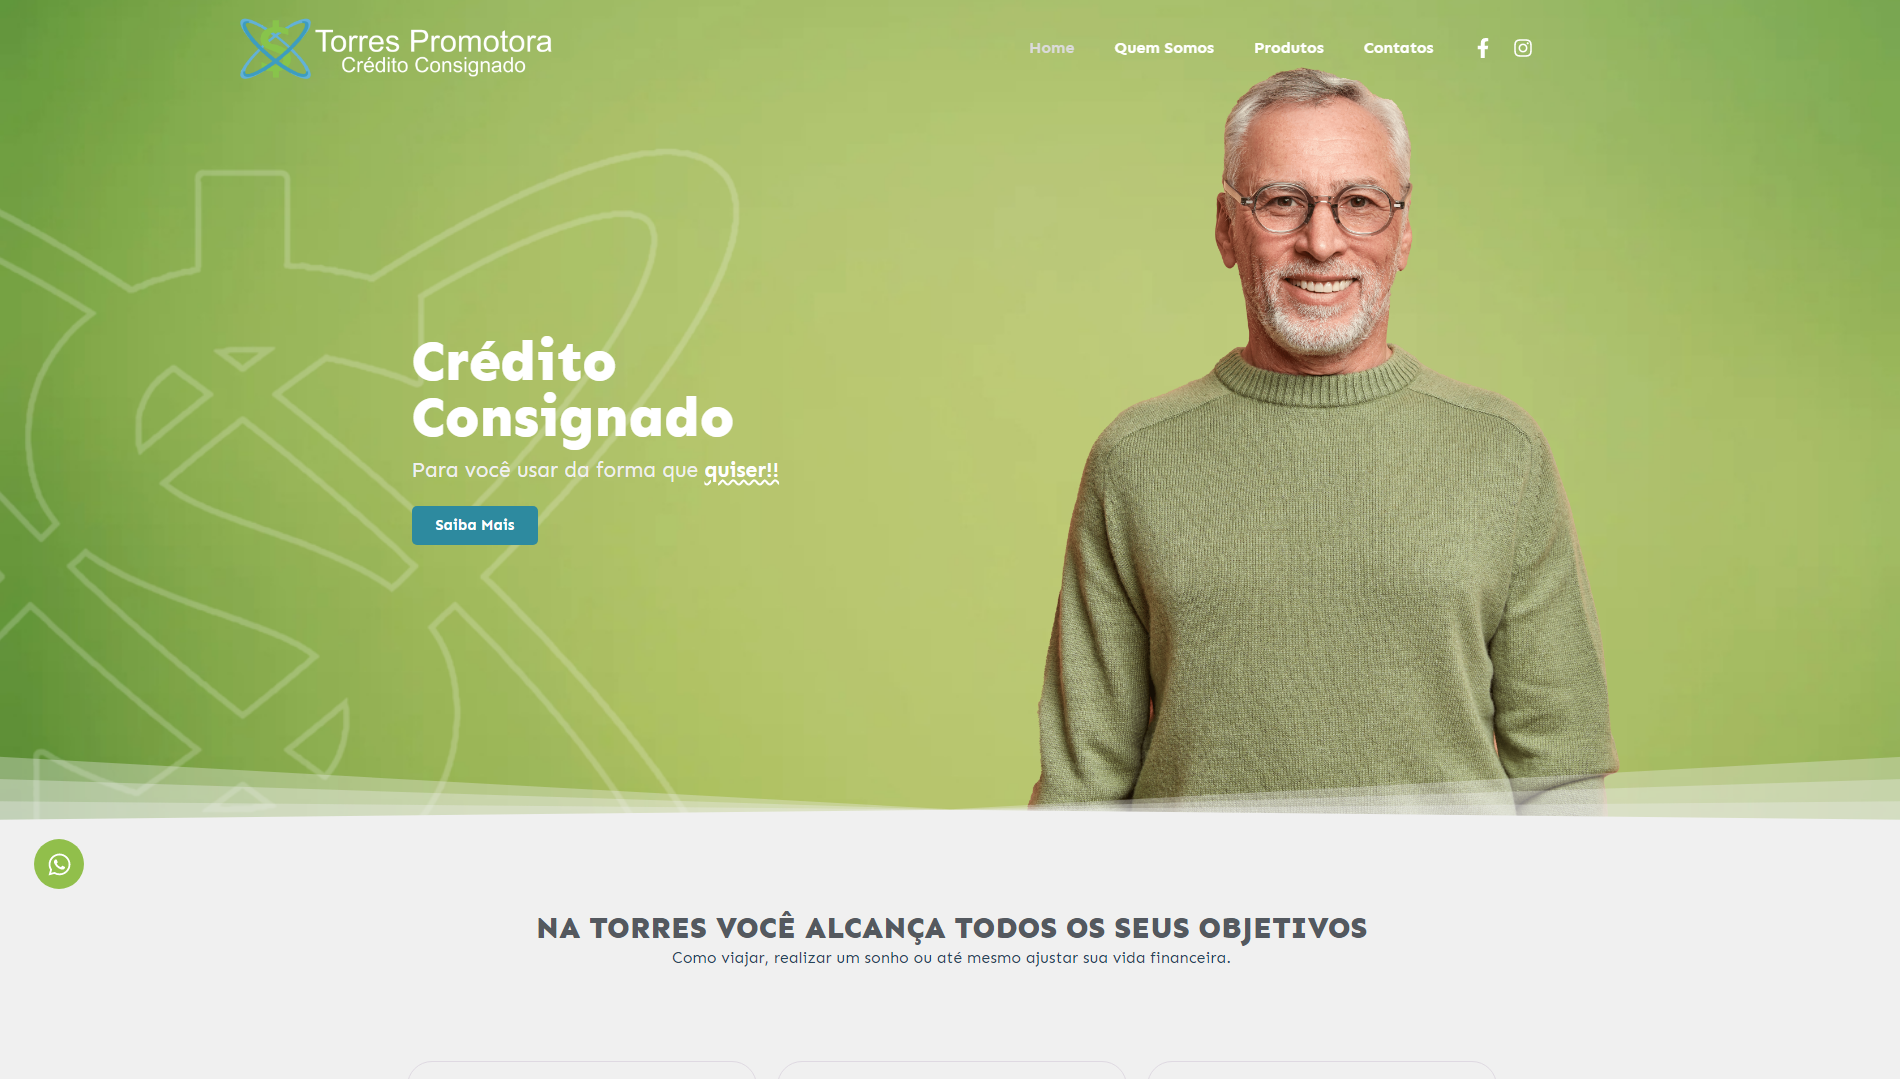 Torres Promotora
Crédito Consignado
Home
Quem Somos
Produtos
Contatos
Crédito
Consignado
Para você usar da forma que quiser!!
Saiba Mais
NA TORRES VOCÊ ALCANÇA TODOS OS SEUS OBJETIVOS
Como viajar, realizar um sonho ou até mesmo ajustar sua vida financeira.